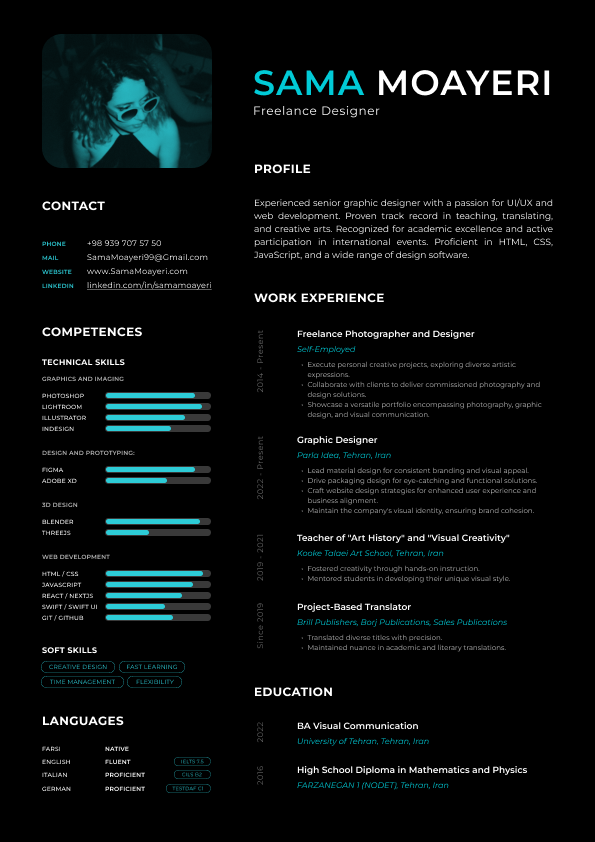 SAMA MOAYERI
Freelance Designer
CONTACT
PHONE +98 939 707 57 50
MAIL SamaMoayeri99@Gmail.com
WEBSITE www.SamaMoayeri.com
LINKEDIN linkedin.com/in/samamoayeri
COMPETENCES
TECHNICAL SKILLS
GRAPHICS AND IMAGING
PHOTOSHOP
LIGHTROOM
ILLUSTRATOR
INDESIGN
DESIGN AND PROTOTYPING:
FIGMA
ADOBE XD
3D DESIGN
BLENDER
THREEJS
WEB DEVELOPMENT
HTML / CSS
JAVASCRIPT
REACT / NEXTJS
SWIFT / SWIFT UI
GIT / GITHUB
SOFT SKILLS
CREATIVE DESIGN FAST LEARNING
TIME MANAGEMENT FLEXIBILITY
LANGUAGES
FARSI NATIVE
ENGLISH FLUENT IELTS 7.5
ITALIAN PROFICIENT CILS B2
GERMAN PROFICIENT TESTDAF C1
PROFILE
Experienced senior graphic designer with a passion for UI/UX and
web development. Proven track record in teaching, translating,
and creative arts. Recognized for academic excellence and active
participation in international events. Proficient in HTML, CSS,
JavaScript, and a wide range of design software.
WORK EXPERIENCE
2014 - Present
Freelance Photographer and Designer
Self-Employed
• Execute personal creative projects, exploring diverse artistic
expressions.
• Collaborate with clients to deliver commissioned photography and
design solutions.
• Showcase a versatile portfolio encompassing photography, graphic
design, and visual communication.
2022 - Present
Graphic Designer
Parla Idea, Tehran, Iran
• Lead material design for consistent branding and visual appeal.
• Drive packaging design for eye-catching and functional solutions.
• Craft website design strategies for enhanced user experience and
business alignment.
• Maintain the company's visual identity, ensuring brand cohesion.
2019 - 2021
Teacher of "Art History" and "Visual Creativity"
Kooke Talaei Art School, Tehran, Iran
• Fostered creativity through hands-on instruction.
• Mentored students in developing their unique visual style.
Since 2019
Project-Based Translator
Brill Publishers, Borj Publications, Sales Publications
• Translated diverse titles with precision.
• Maintained nuance in academic and literary translations.
EDUCATION
2022
BA Visual Communication
University of Tehran, Tehran, Iran
2016
High School Diploma in Mathematics and Physics
FARZANEGAN 1 (NODET), Tehran, Iran